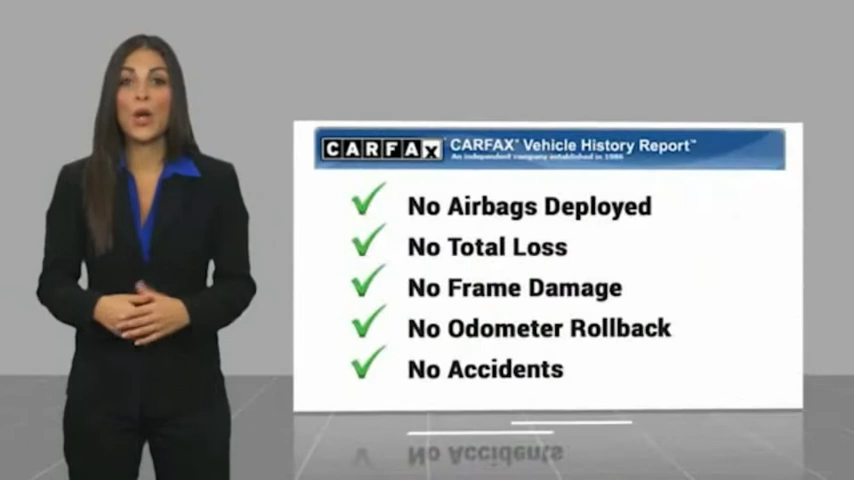 CARFAX CARFAX™ Vehicle History Report™
An independent company established in 1986
No Airbags Deployed
No Total Loss
No Frame Damage
No Odometer Rollback
No Accidents
No Accidents